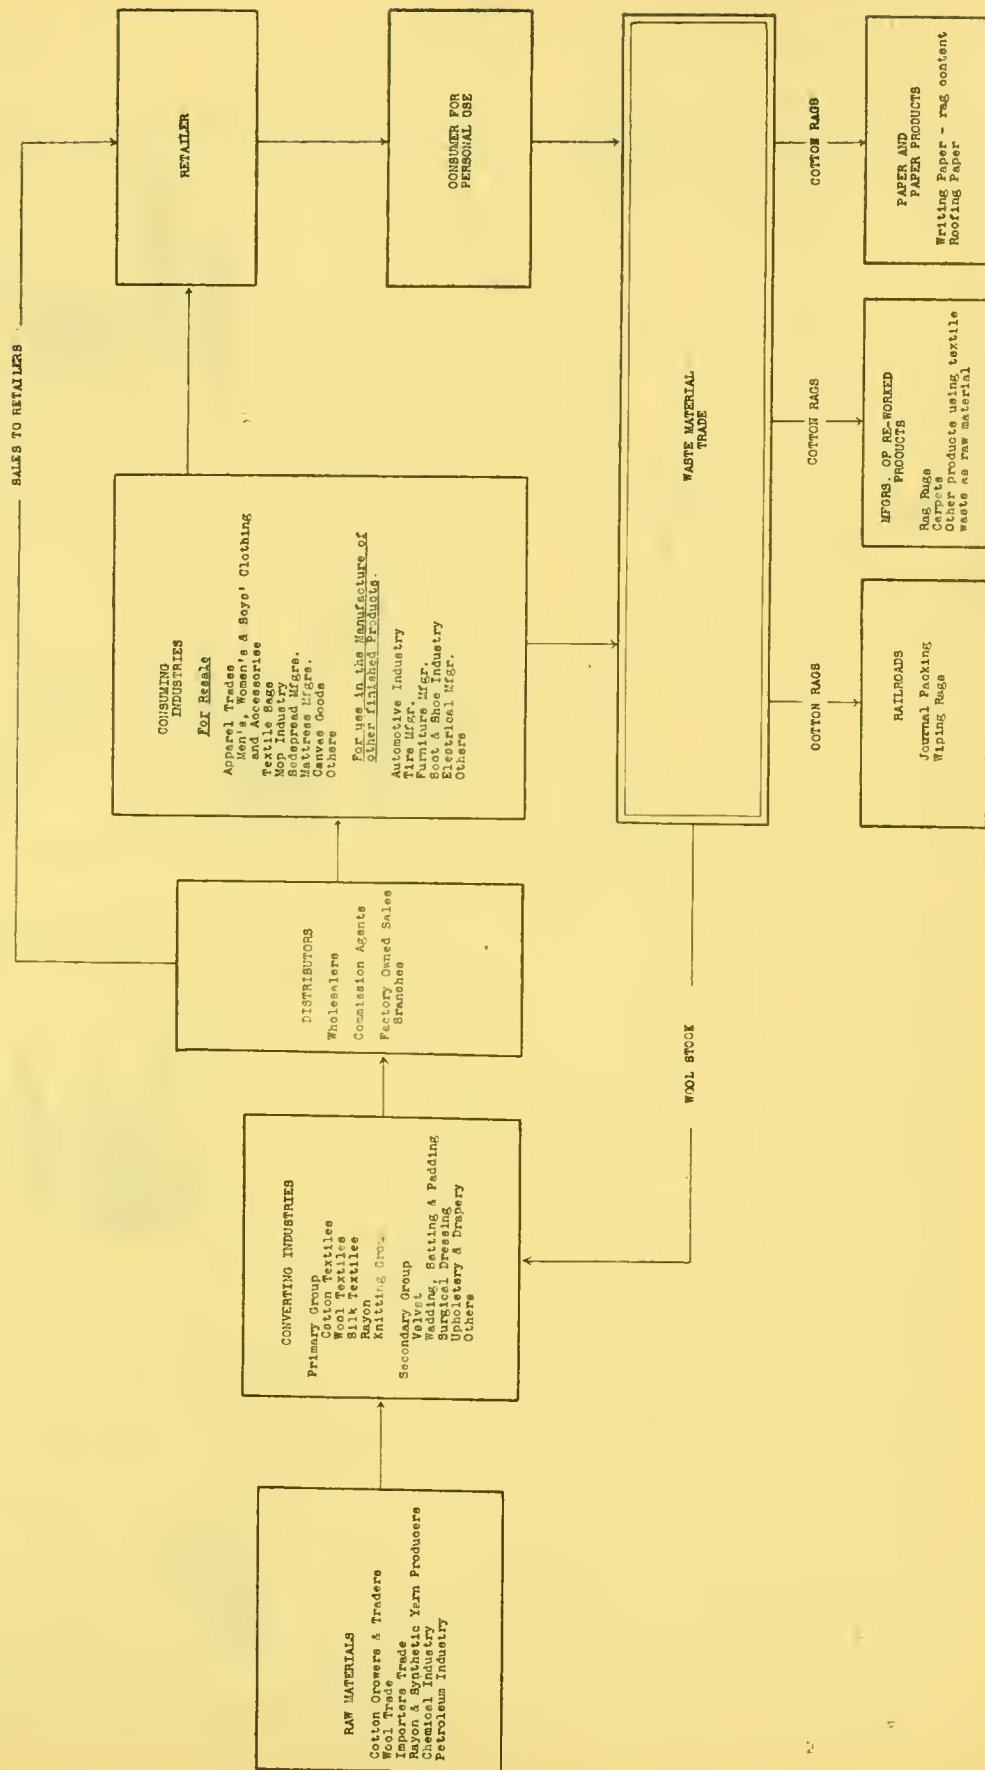 SALES TO RETAILERS
RAW MATERIALS
Cotton Orowers & Traders
Wool Trade
Importers Trade
Rayon & Synthetic Yarn Producers
Chemical Industry
Petroleum Industry
CONVERTING INDUSTRIES
Primary Group
Cotton Textiles
Wool Textiles
Silk Textilee
Rayon
Knitting
Secondary Group
Velvet
Wadding, Batting & Padding
Surgical Dressing
Upholetery & Drapery
Others
DISTRIBUTORS
Wholesalers
Commission Agents
Factory Owned Sales
Branches
CONSUMING
INDUSTRIES
For Resale
Apparel Trades
Men's, Women's & Boys' Clothing
and Accessories
Textile Bags
Mop Industry
Bedspread Mfgrs.
Mattress Mfgrs.
Canvas Goods
Others
For use in the Manufacture of
other finished Products.
Automotive Industry
Tire Mfgr.
Furniture Mfgr.
Boot & Shoe Industry
Electrical Mfgr.
Others
RETAILER
CONSUMER FOR
PERSONAL USE
WASTE MATERIAL
TRADE
WOOL STOCK
COTTON RAGS
COTTON RAGS
COTTON RAGS
RAILROADS
Journal Packing
Wiping Rags
MFGRS. OF RE-WORKED
PRODUCTS
Rag Rugs
Carpets
Other products using textile
waste as raw material
PAPER AND
PAPER PRODUCTS
Writing Paper - rag content
Roofing Paper